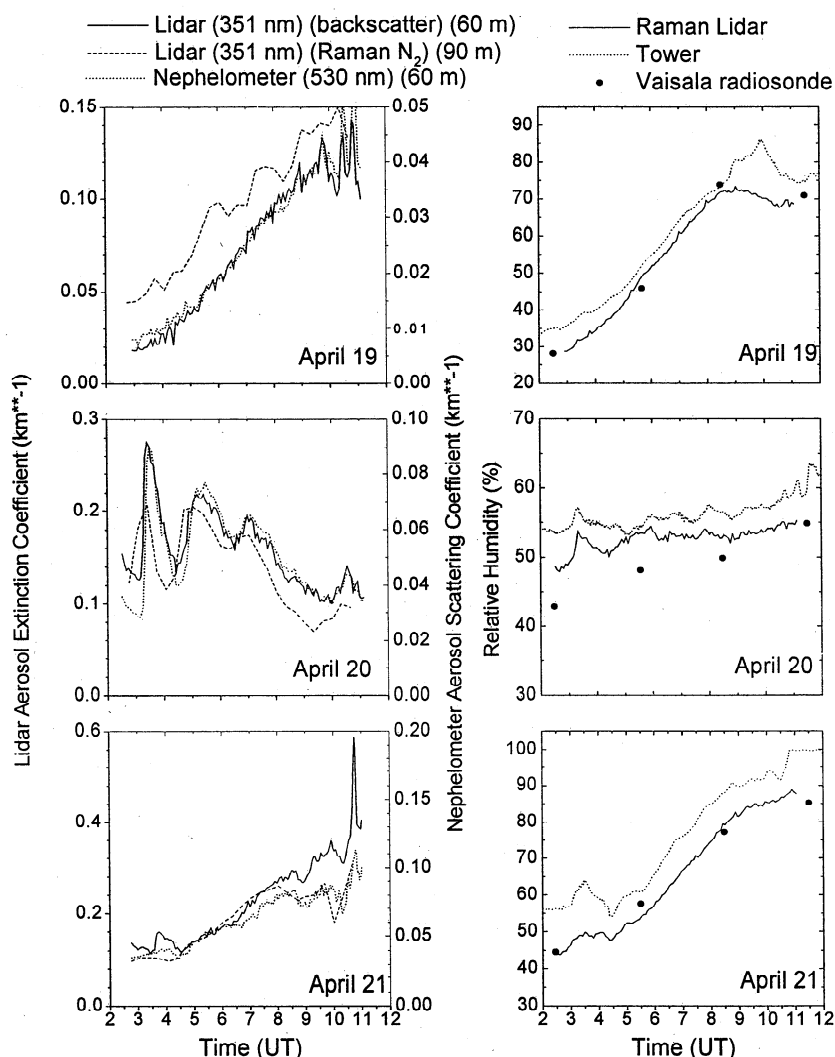 Lidar (351 nm) (backscatter) (60 m)
Lidar (351 nm) (Raman N2) (90 m)
Nephelometer (530 nm) (60 m)
Raman Lidar
Tower
Vaisala radiosonde
0.15
0.10
0.05
0.00
0.05
0.04
0.03
0.02
0.01
0.00
April 19
95
90
80
70
60
50
40
30
20
April 19
0.3
0.2
0.1
0.0
0.10
0.08
0.06
0.04
0.02
0.00
April 20
70
60
50
40
30
April 20
0.6
0.4
0.2
0.0
0.20
0.15
0.10
0.05
0.00
April 21
100
90
80
70
60
50
40
30
April 21
2 3 4 5 6 7 8 9 10 11 12
2 3 4 5 6 7 8 9 10 11 12
Time (UT)
Time (UT)
Lidar Aerosol Extinction Coefficient (km**-1)
Nephelometer Aerosol Scattering Coefficient (km**-1)
Relative Humidity (%)